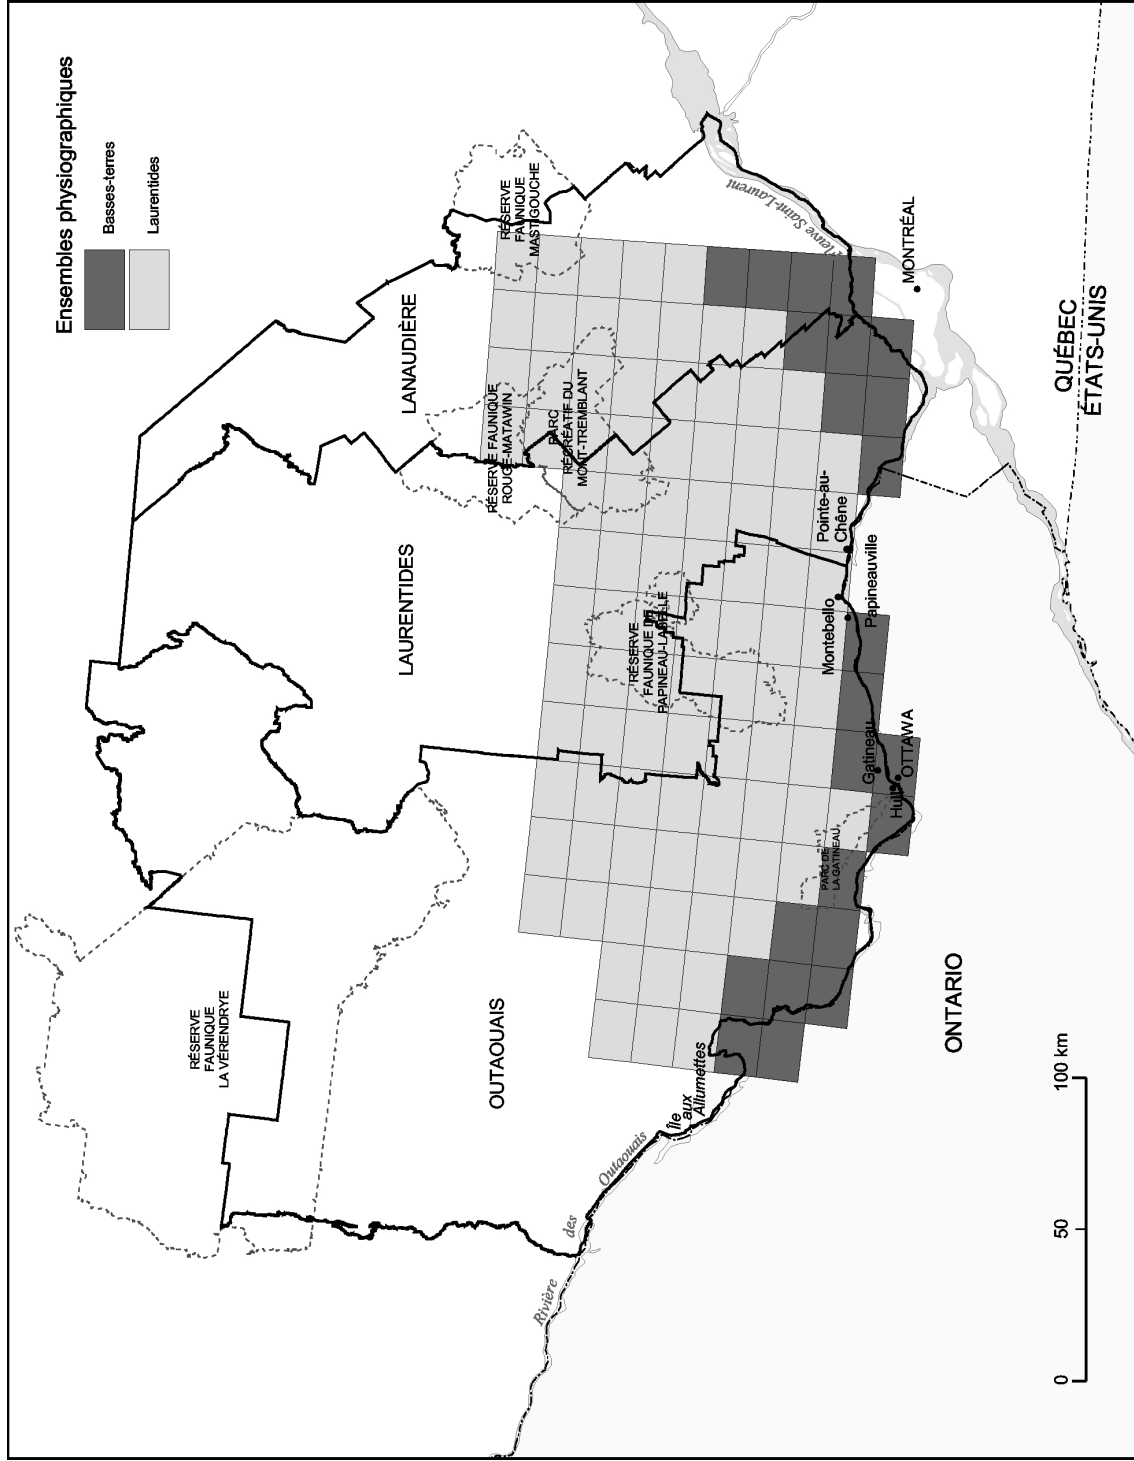 Ensembles physiographiques
Basses-terres
Laurentides
RÉSERVE
FAUNIQUE
MASTIGOUCHE
LANAUDIÈRE
RÉSERVE FAUNIQUE
ROUGE-MATAWIN
PARC
RÉCRÉATIF DU
MONT-TREMBLANT
Fleuve Saint-Laurent
MONTRÉAL
QUÉBEC
ÉTATS-UNIS
LAURENTIDES
RÉSERVE
FAUNIQUE DE
PAPINEAU-LABELLE
Pointe-au-
Chêne
Montebello
Papineauville
Gatineau
OTTAWA
Hull
PARC DE
LA GATINEAU
RÉSERVE
FAUNIQUE
LA VÉRENDRYE
OUTAOUAIS
ONTARIO
Île
aux
Allumettes
Rivière
des
Outaouais
0
50
100 km